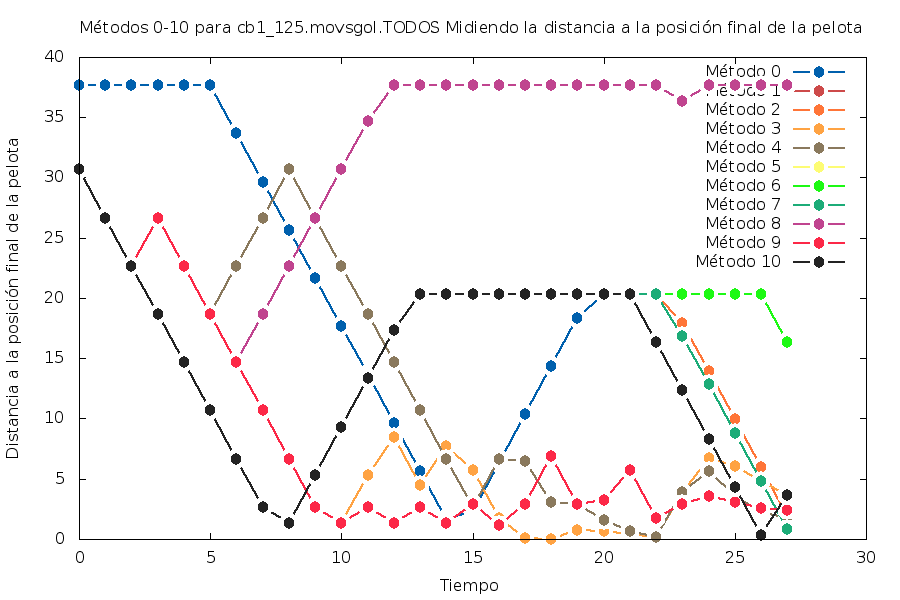 Métodos 0-10 para cb1_125.movsgol.TODOS Midiendo la distancia a la posición final de la pelota
Distancia a la posición final de la pelota
40
35
30
25
20
15
10
5
0
0 5 10 15 20 25 30
Tiempo
Método 0
Método 1
Método 2
Método 3
Método 4
Método 5
Método 6
Método 7
Método 8
Método 9
Método 10